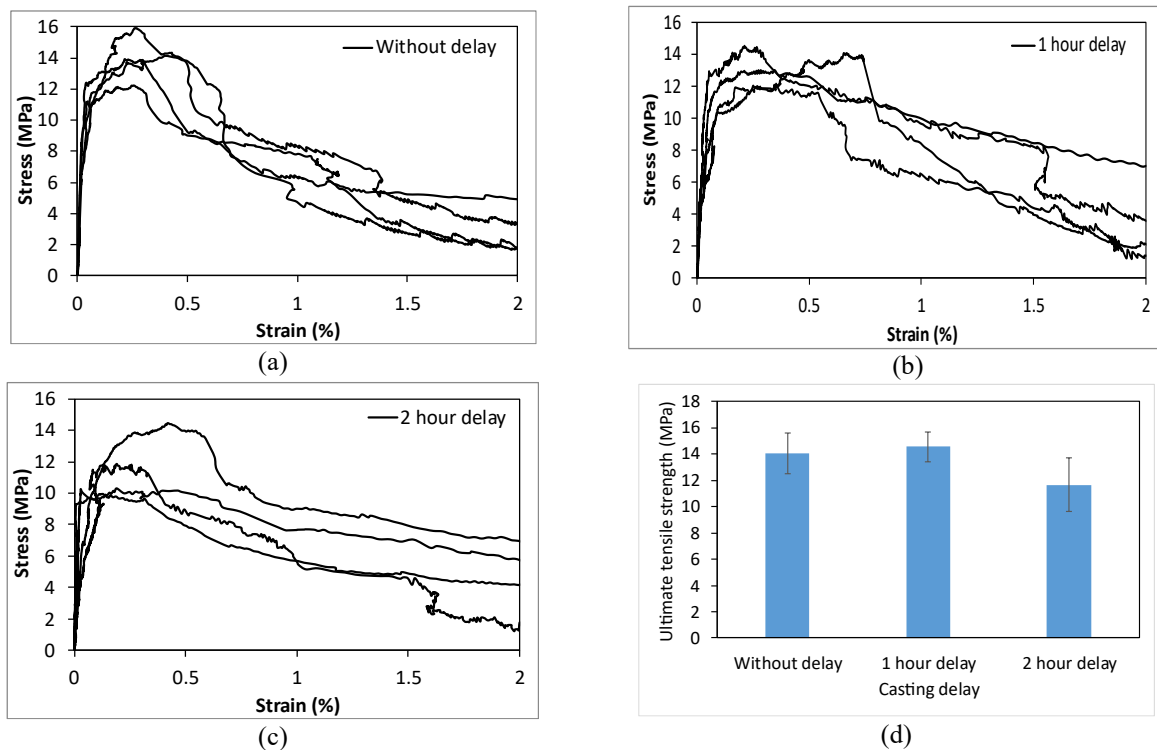 16
14
12
10
8
6
4
2
0
Stress (MPa)
Without delay
0 0.5 1 1.5 2
Strain (%)
(a)
16
14
12
10
8
6
4
2
0
Stress (MPa)
1 hour delay
0 0.5 1 1.5 2
Strain (%)
(b)
16
14
12
10
8
6
4
2
0
Stress (MPa)
2 hour delay
0 0.5 1 1.5 2
Strain (%)
(c)
18
16
14
12
10
8
6
4
2
0
Ultimate tensile strength (MPa)
Without delay 1 hour delay 2 hour delay
Casting delay
(d)